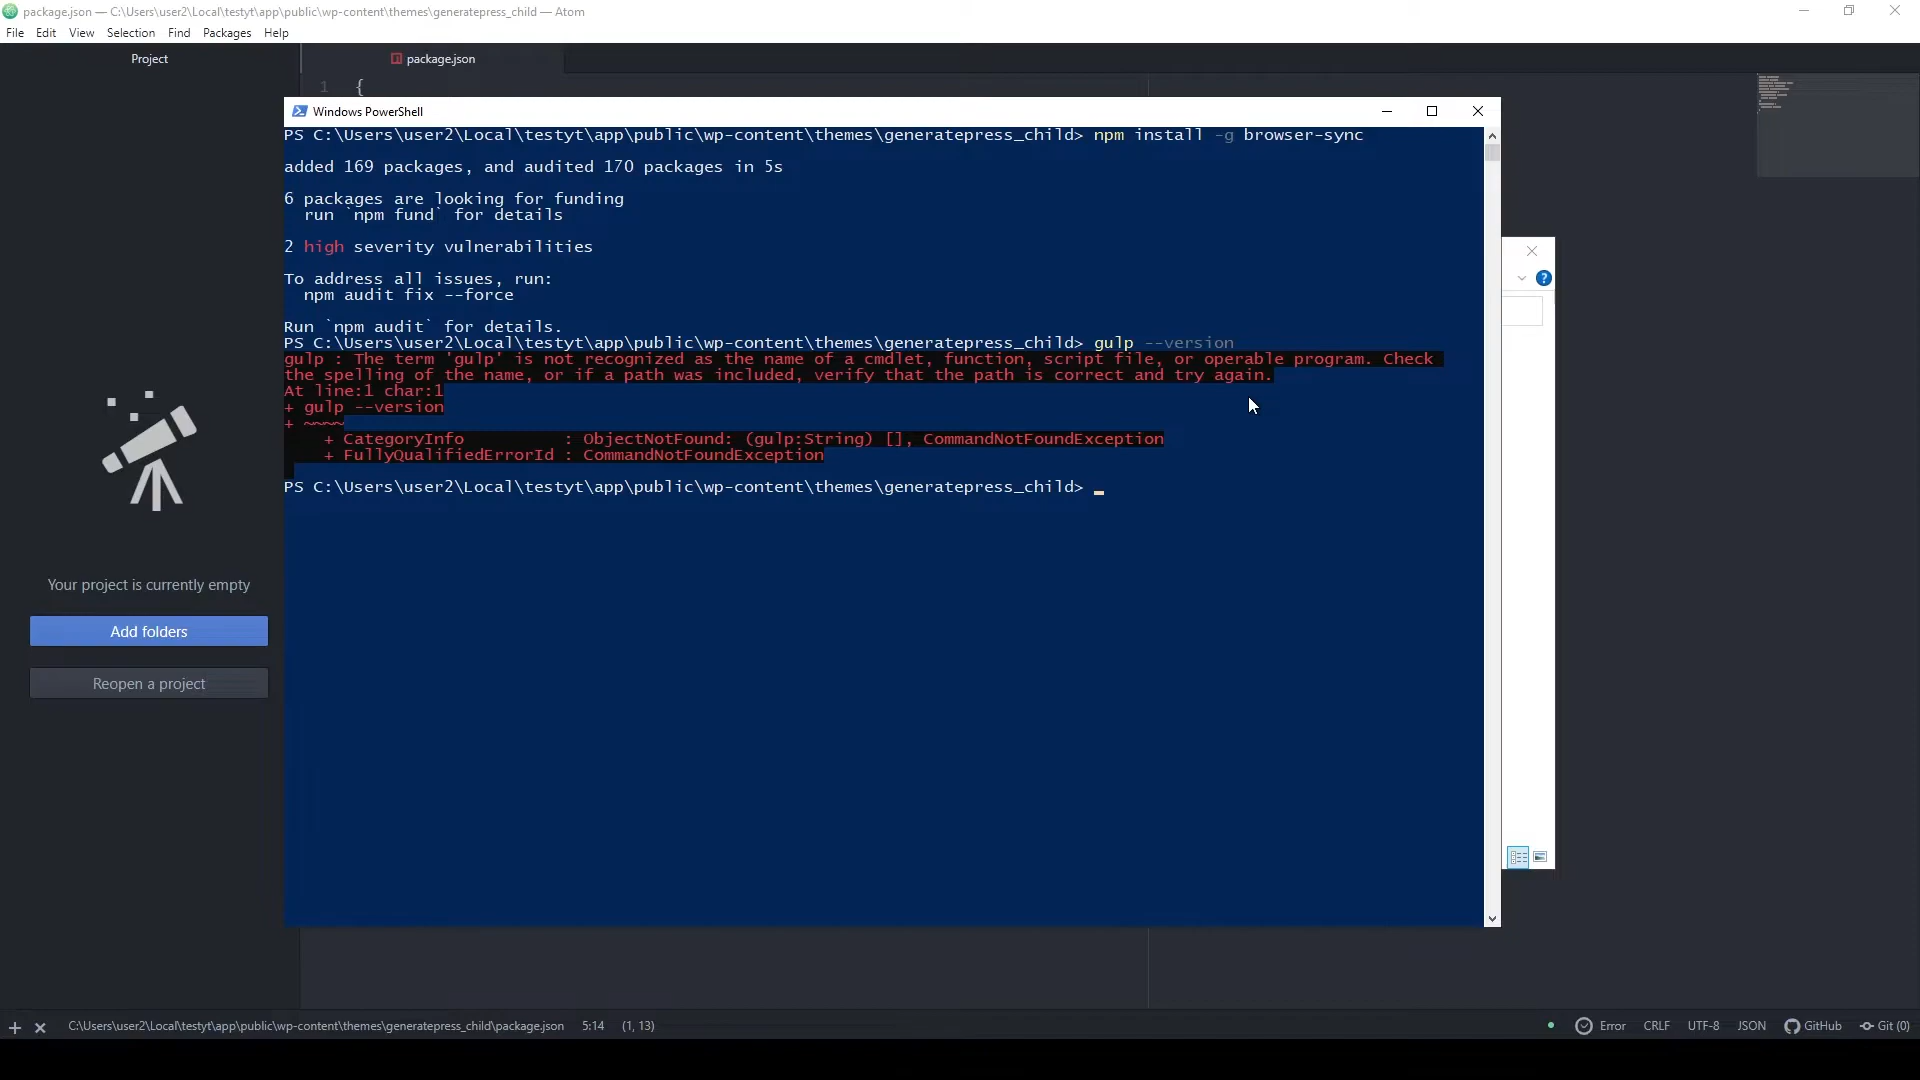 package.json — C:\Users\user2\Local\testyt\app\public\wp-content\themes\generatepress_child — Atom
File Edit View Selection Find Packages Help
Project
package.json
1 {
Windows PowerShell
PS C:\Users\user2\Local\testyt\app\public\wp-content\themes\generatepress_child> npm install -g browser-sync
added 169 packages, and audited 170 packages in 5s
6 packages are looking for funding
run `npm fund` for details
2 high severity vulnerabilities
To address all issues, run:
npm audit fix --force
Run `npm audit` for details.
PS C:\Users\user2\Local\testyt\app\public\wp-content\themes\generatepress_child> gulp --version
gulp : The term 'gulp' is not recognized as the name of a cmdlet, function, script file, or operable program. Check
the spelling of the name, or if a path was included, verify that the path is correct and try again.
At line:1 char:1
+ gulp --version
+ ~~~~
+ CategoryInfo : ObjectNotFound: (gulp:String) [], CommandNotFoundException
+ FullyQualifiedErrorId : CommandNotFoundException
PS C:\Users\user2\Local\testyt\app\public\wp-content\themes\generatepress_child>
Your project is currently empty
Add folders
Reopen a project
C:\Users\user2\Local\testyt\app\public\wp-content\themes\generatepress_child\package.json 5:14 (1, 13)
Error CRLF UTF-8 JSON GitHub Git (0)